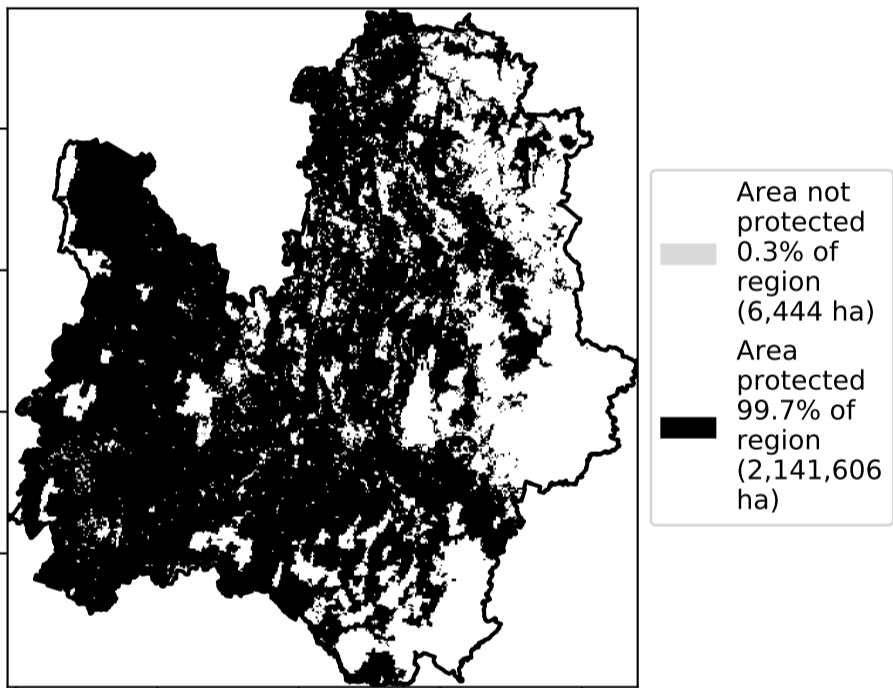 Area not
protected
0.3% of
region
(6,444 ha)
Area
protected
99.7% of
region
(2,141,606
ha)